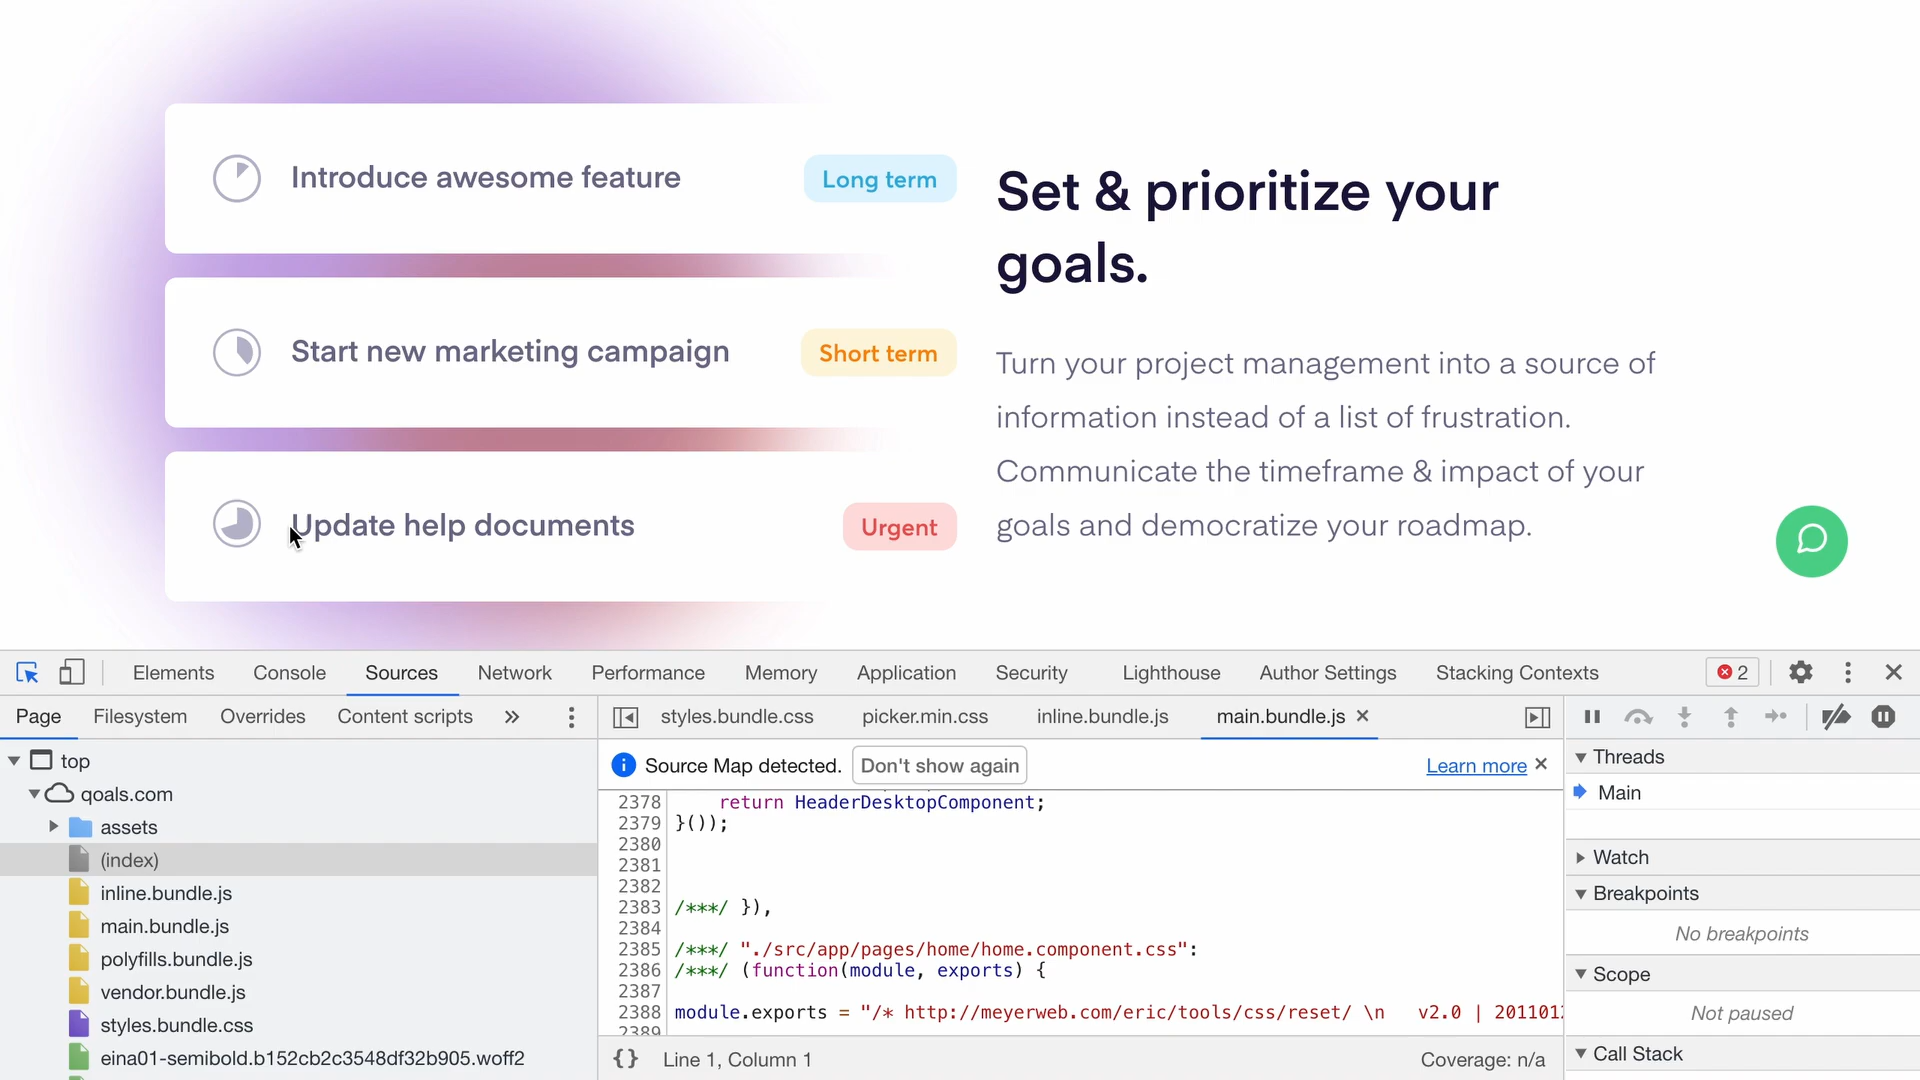 Introduce awesome feature
Long term
Start new marketing campaign
Short term
Update help documents
Urgent
Set & prioritize your
goals.
Turn your project management into a source of
information instead of a list of frustration.
Communicate the timeframe & impact of your
goals and democratize your roadmap.
Elements Console Sources Network Performance Memory Application Security Lighthouse Author Settings Stacking Contexts 2
Page Filesystem Overrides Content scripts »
styles.bundle.css picker.min.css inline.bundle.js main.bundle.js
top
qoals.com
assets
(index)
inline.bundle.js
main.bundle.js
polyfills.bundle.js
vendor.bundle.js
styles.bundle.css
eina01-semibold.b152cb2c3548df32b905.woff2
Source Map detected. Don't show again Learn more
2378 return HeaderDesktopComponent;
2379 }());
2380
2381
2382
2383 /***/ }),
2384
2385 /***/ "./src/app/pages/home/home.component.css":
2386 /***/ (function(module, exports) {
2387
2388 module.exports = "/* http://meyerweb.com/eric/tools/css/reset/ \n v2.0 | 2011012
2389
{} Line 1, Column 1 Coverage: n/a
Threads
Main
Watch
Breakpoints
No breakpoints
Scope
Not paused
Call Stack